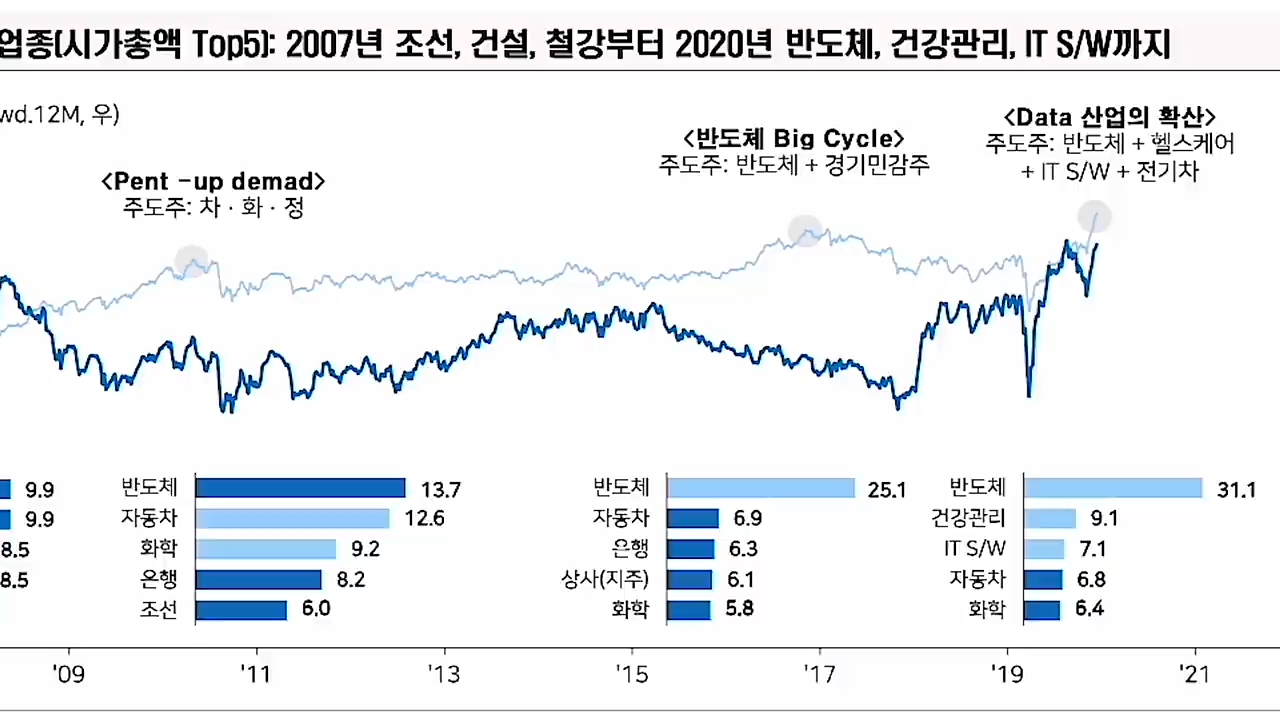 업종(시가총액 Top5): 2007년 조선, 건설, 철강부터 2020년 반도체, 건강관리, IT S/W까지
wd.12M, 우)
<Pent -up demad>
주도주: 차 · 화 · 정
<반도체 Big Cycle>
주도주: 반도체 + 경기민감주
<Data 산업의 확산>
주도주: 반도체 + 헬스케어
+ IT S/W + 전기차
9.9
9.9
8.5
8.5
반도체 13.7
자동차 12.6
화학 9.2
은행 8.2
조선 6.0
반도체 25.1
자동차 6.9
은행 6.3
상사(지주) 6.1
화학 5.8
반도체 31.1
건강관리 9.1
IT S/W 7.1
자동차 6.8
화학 6.4
'09 '11 '13 '15 '17 '19 '21